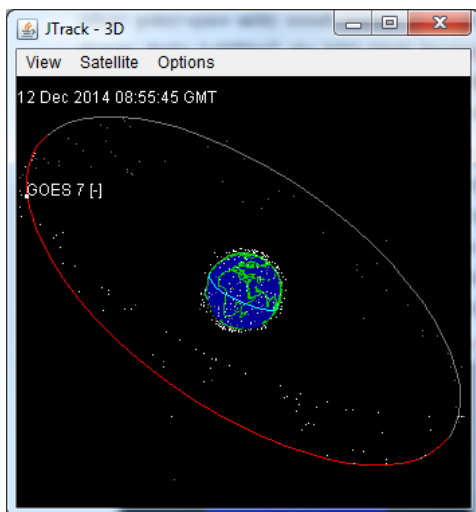 JTrack - 3D
View Satellite Options
12 Dec 2014 08:55:45 GMT
GOES 7 [-]